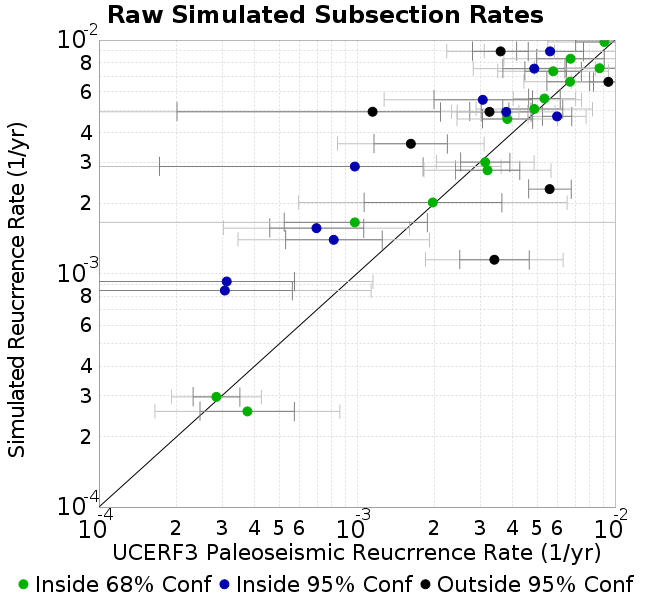 Raw Simulated Subsection Rates
Simulated Reucrrence Rate (1/yr)
10^-2
8
6
4
3
2
10^-3
8
6
4
3
2
10^-4
10^-4 2 3 4 5 6 10^-3 2 3 4 5 6 10^-2
UCERF3 Paleoseismic Reucrrence Rate (1/yr)
Inside 68% Conf Inside 95% Conf Outside 95% Conf